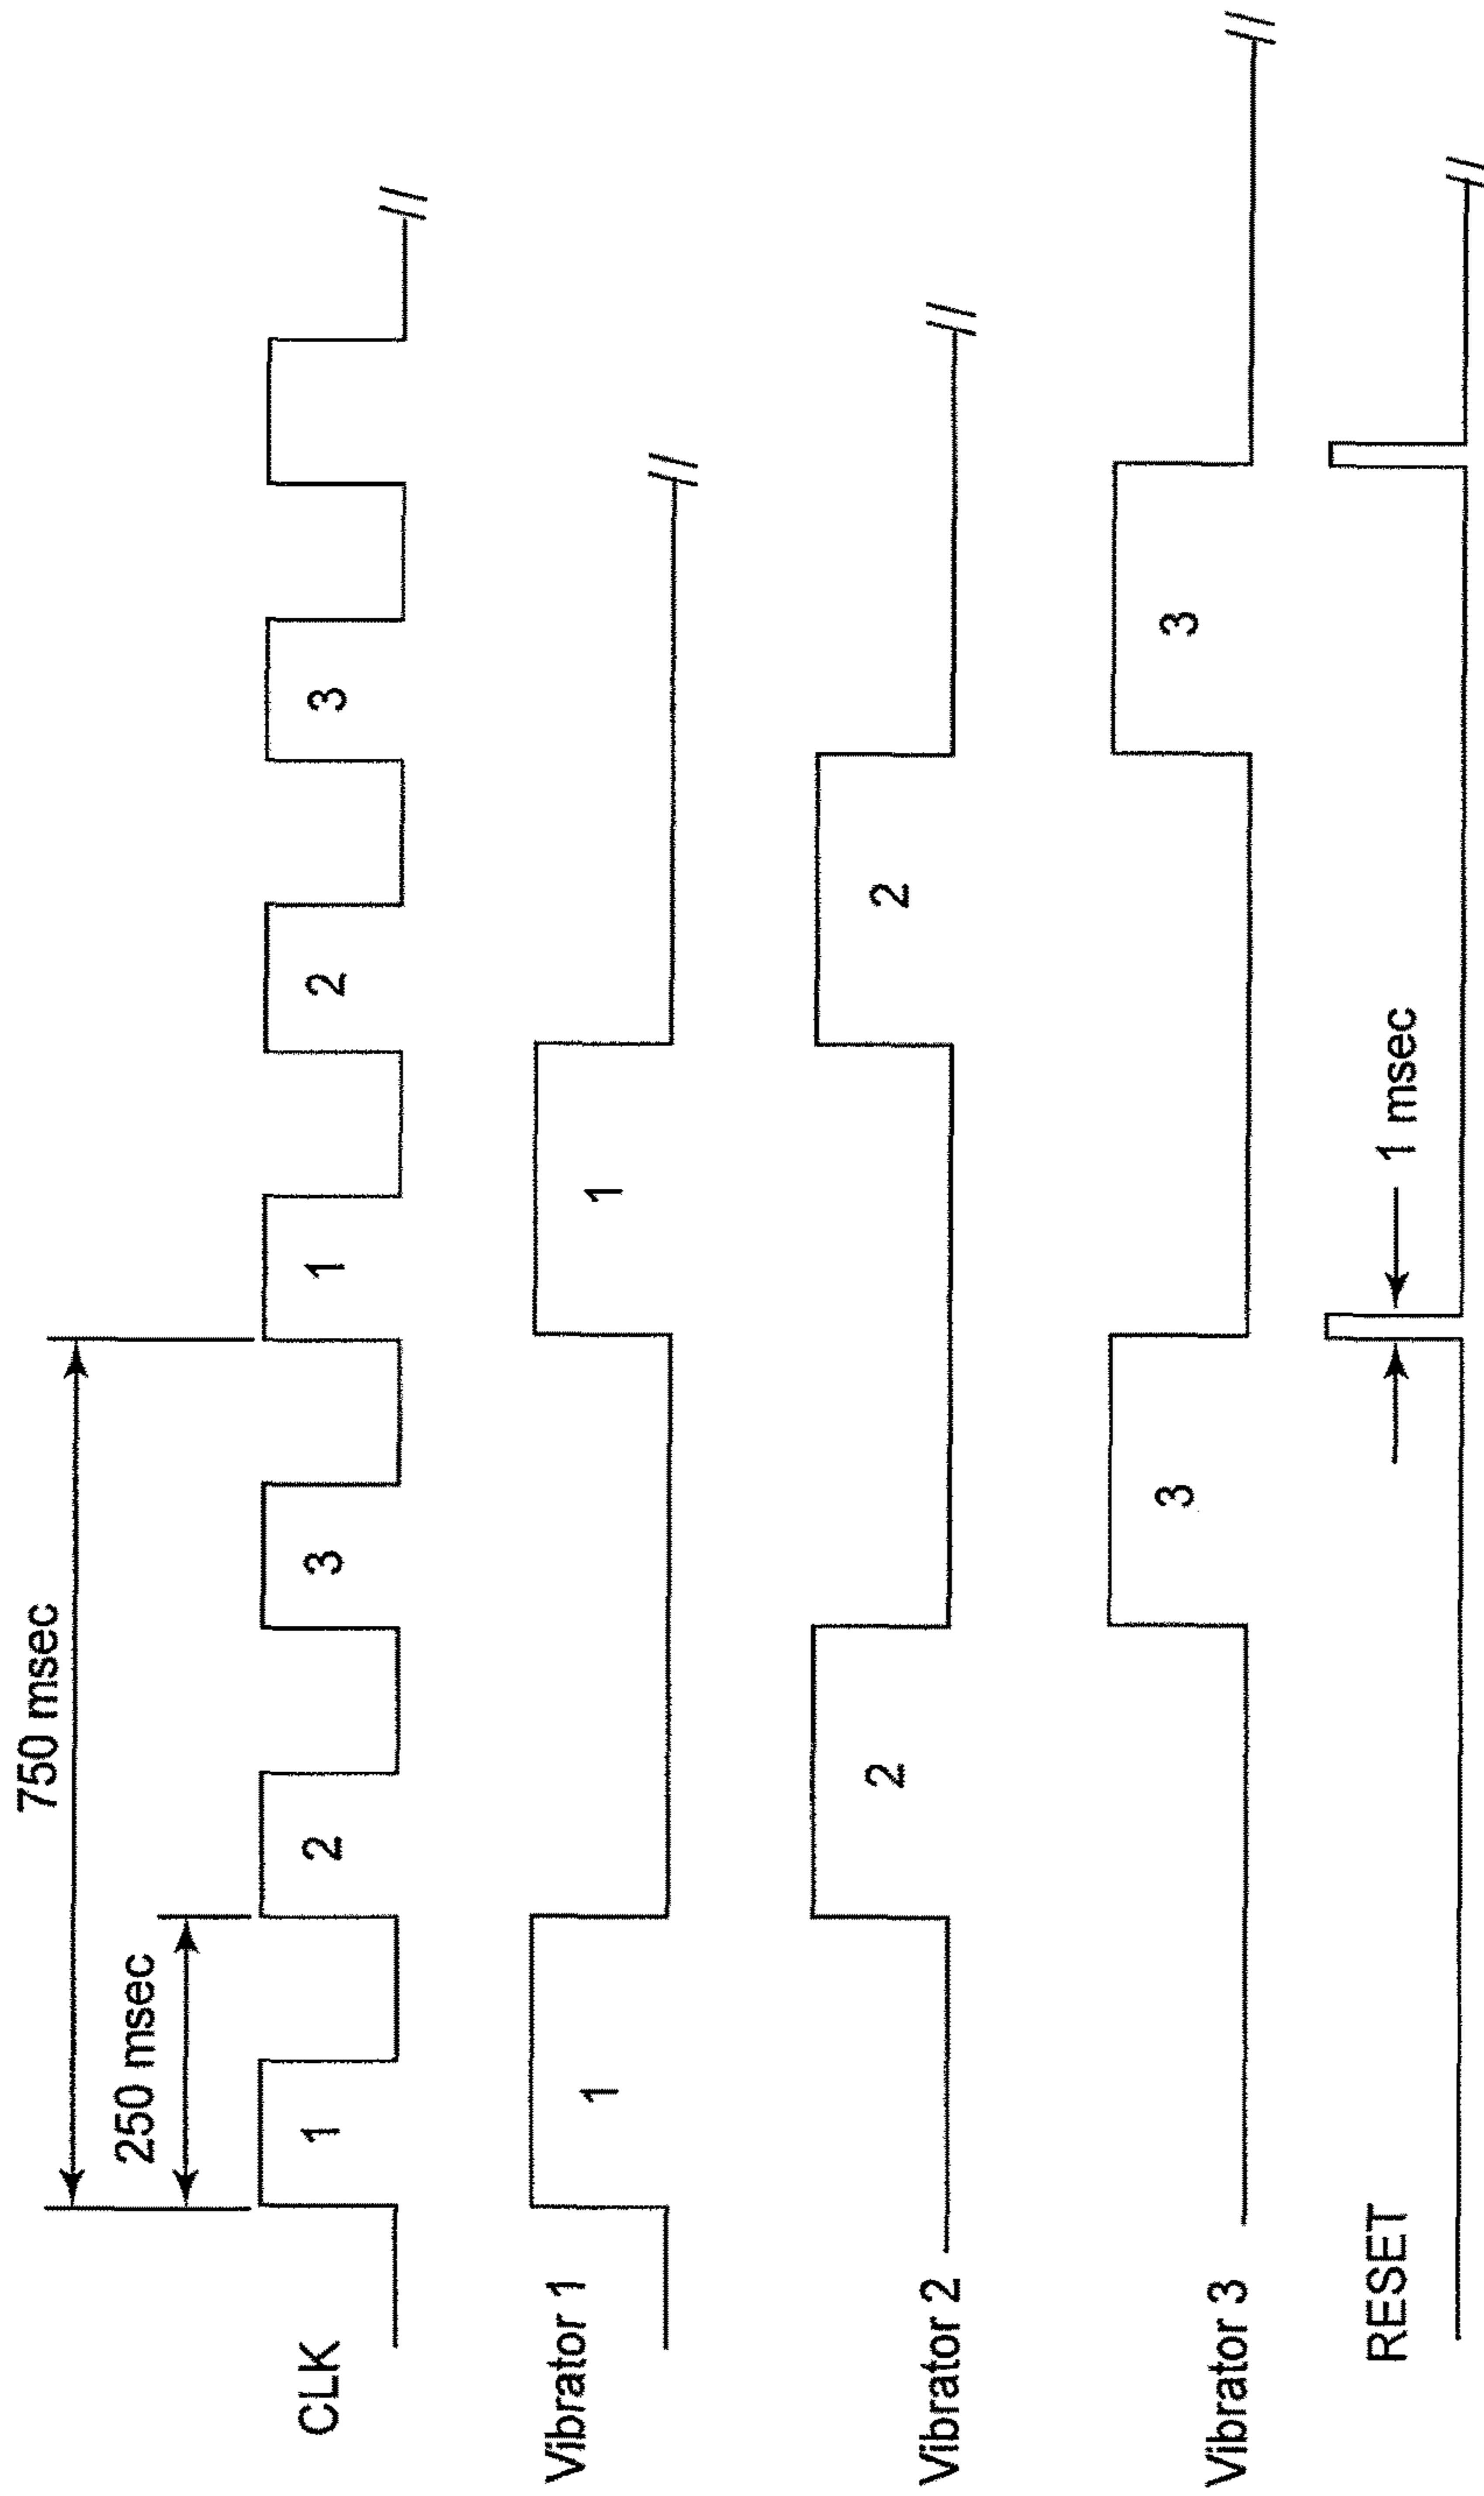 750 msec
250 msec
CLK 1 2 3 1 2 3
Vibrator 1 1 1
Vibrator 2 2 2
Vibrator 3 3 3
1 msec
RESET